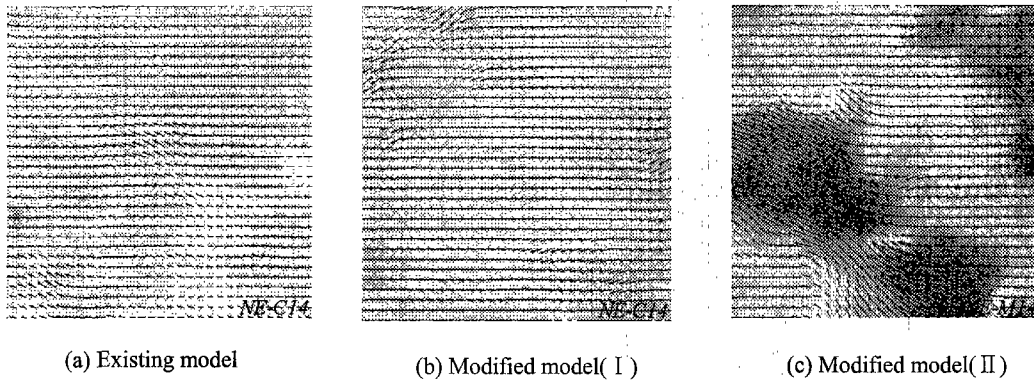 NE-C14
NE-C14
(a) Existing model
(b) Modified model( I )
(c) Modified model( II )